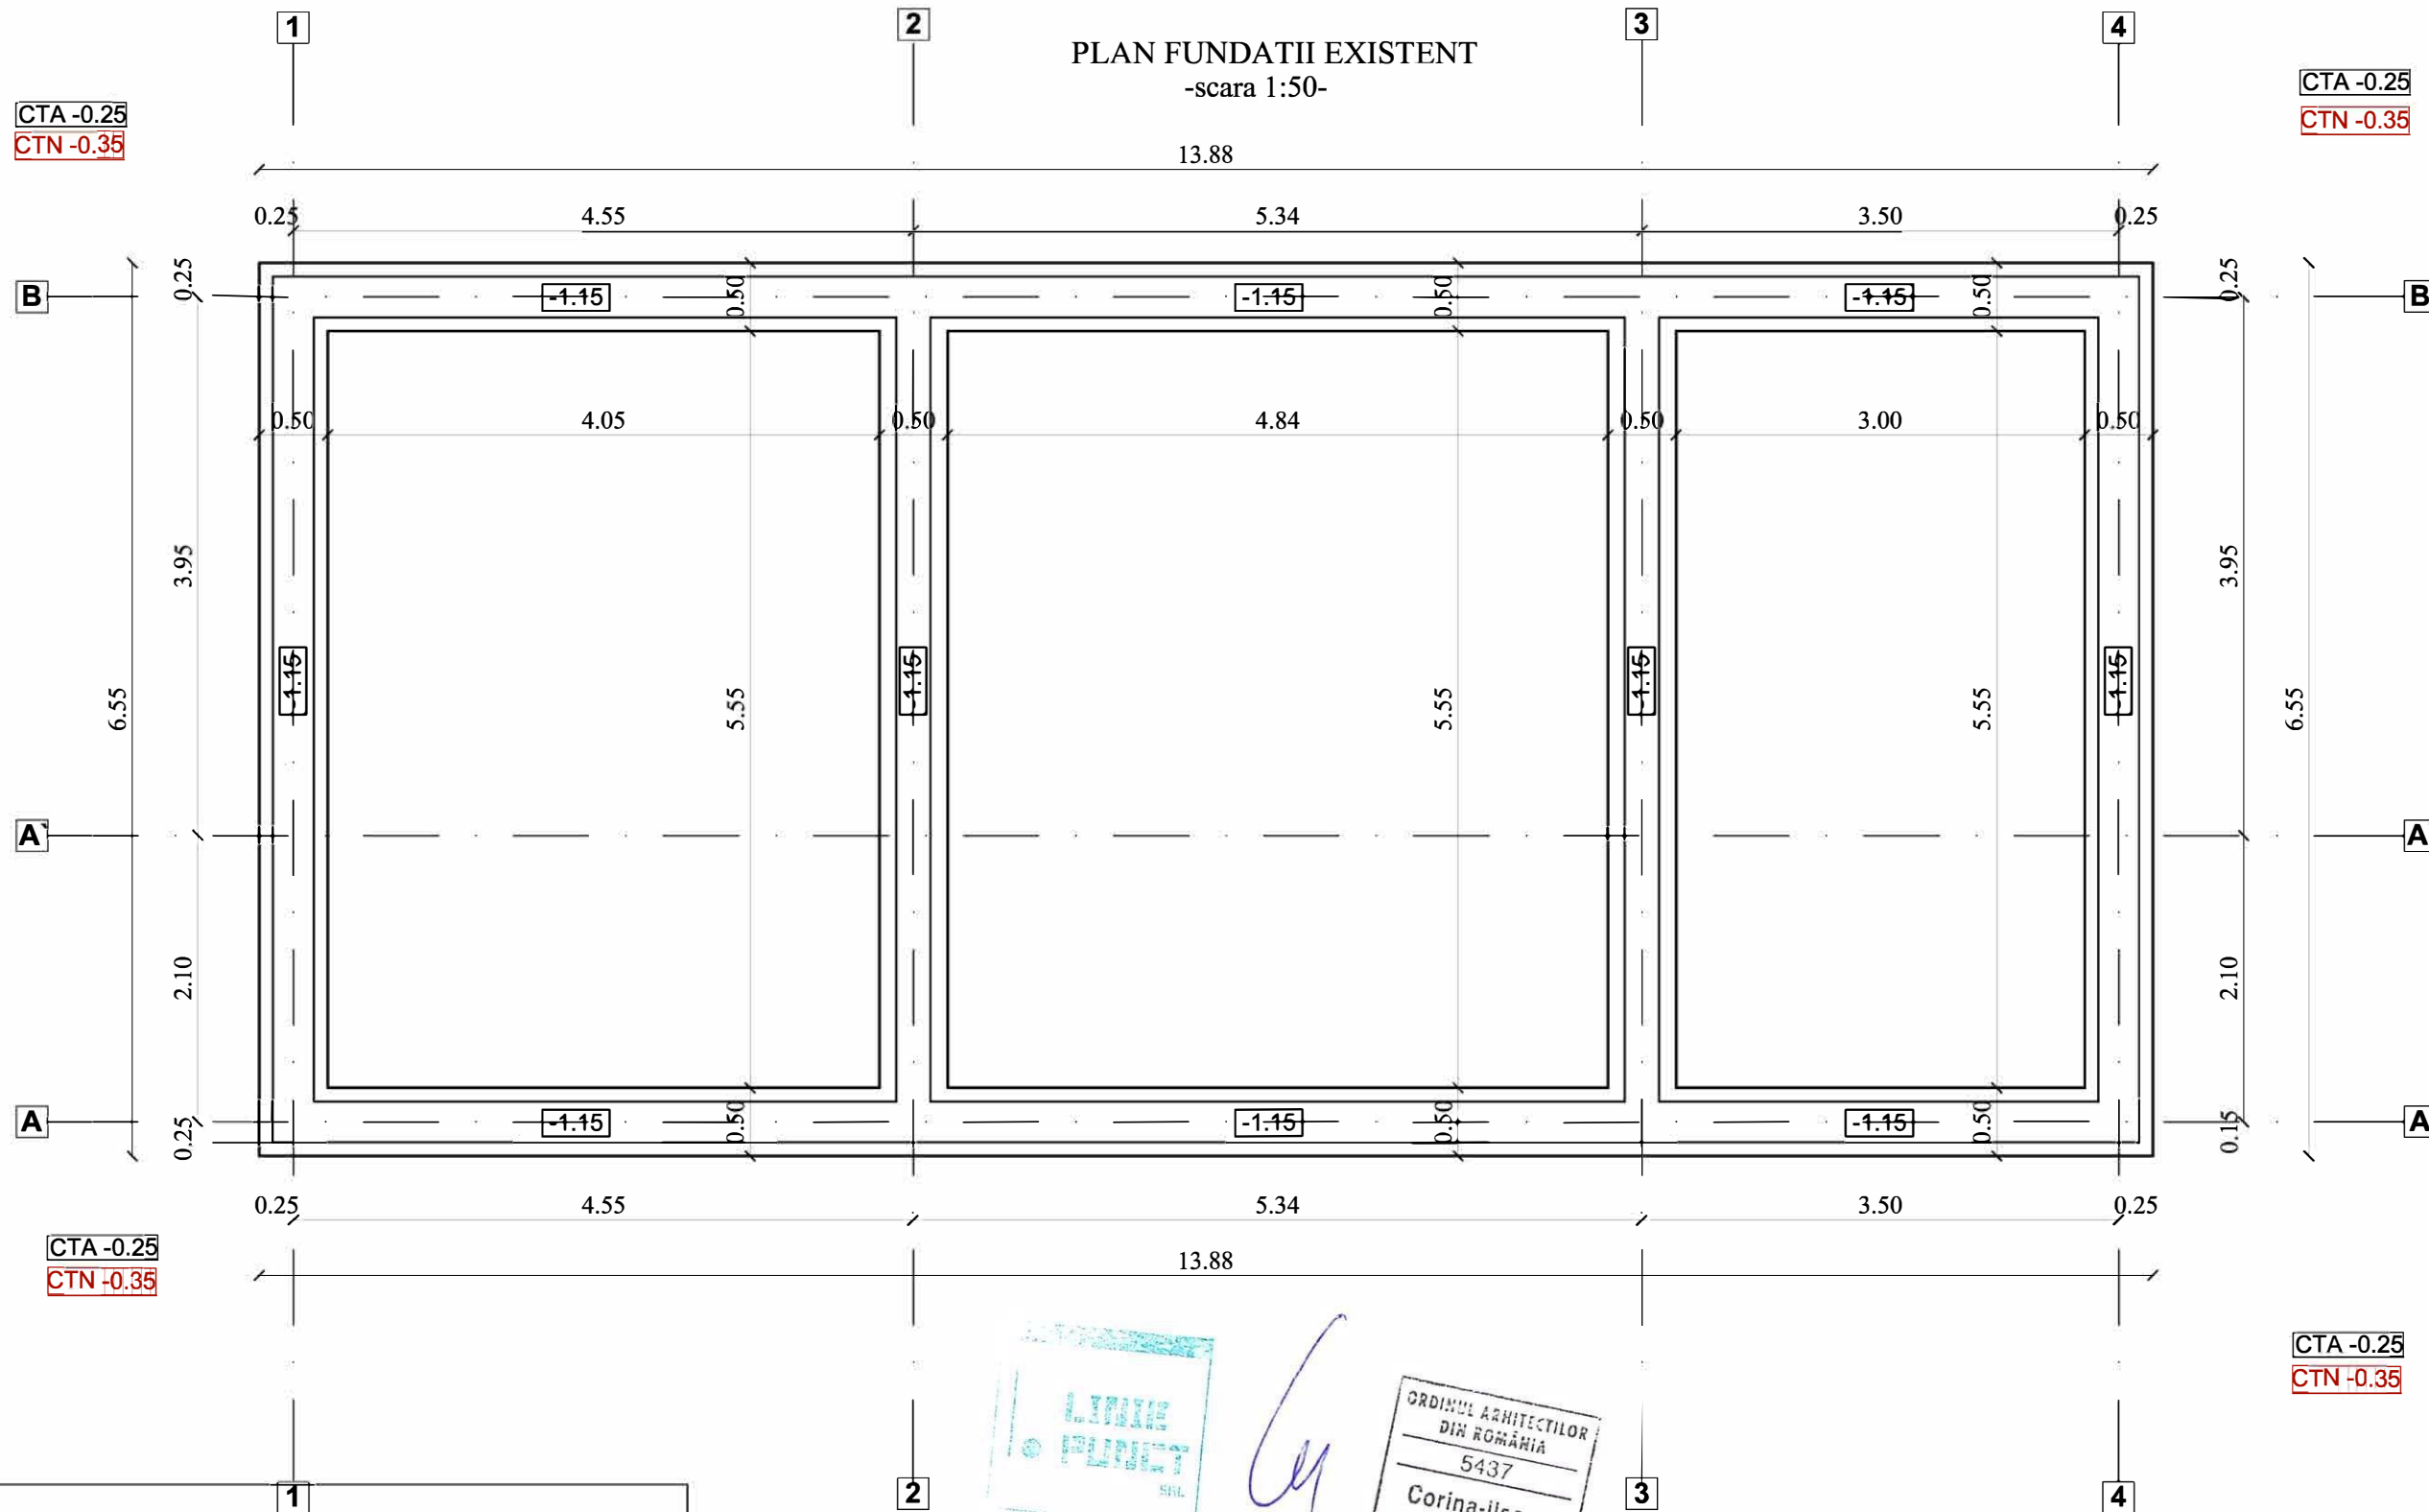 1
2
3
4
PLAN FUNDATII EXISTENT
-scara 1:50-
CTA -0.25
CTN -0.35
CTA -0.25
CTN -0.35
13.88
0.25 4.55 5.34 3.50 0.25
B 0.25 -1.15 0.50 -1.15 0.50 -1.15 0.50 0.25 B
0.50 4.05 0.50 4.84 0.50 3.00 0.50
3.95 3.95
-1.15 -1.15 -1.15 -1.15
6.55 5.55 5.55 5.55 6.55
A` A
2.10 2.10
A 0.25 -1.15 0.50 -1.15 0.50 -1.15 0.50 0.15 A
0.25 4.55 5.34 3.50 0.25
CTA -0.25
CTN -0.35
13.88
CTA -0.25
CTN -0.35
LINIE
PUNCT
SRL
ORDINUL ARHITECTILOR
DIN ROMÂNIA
5437
1
2
3
4